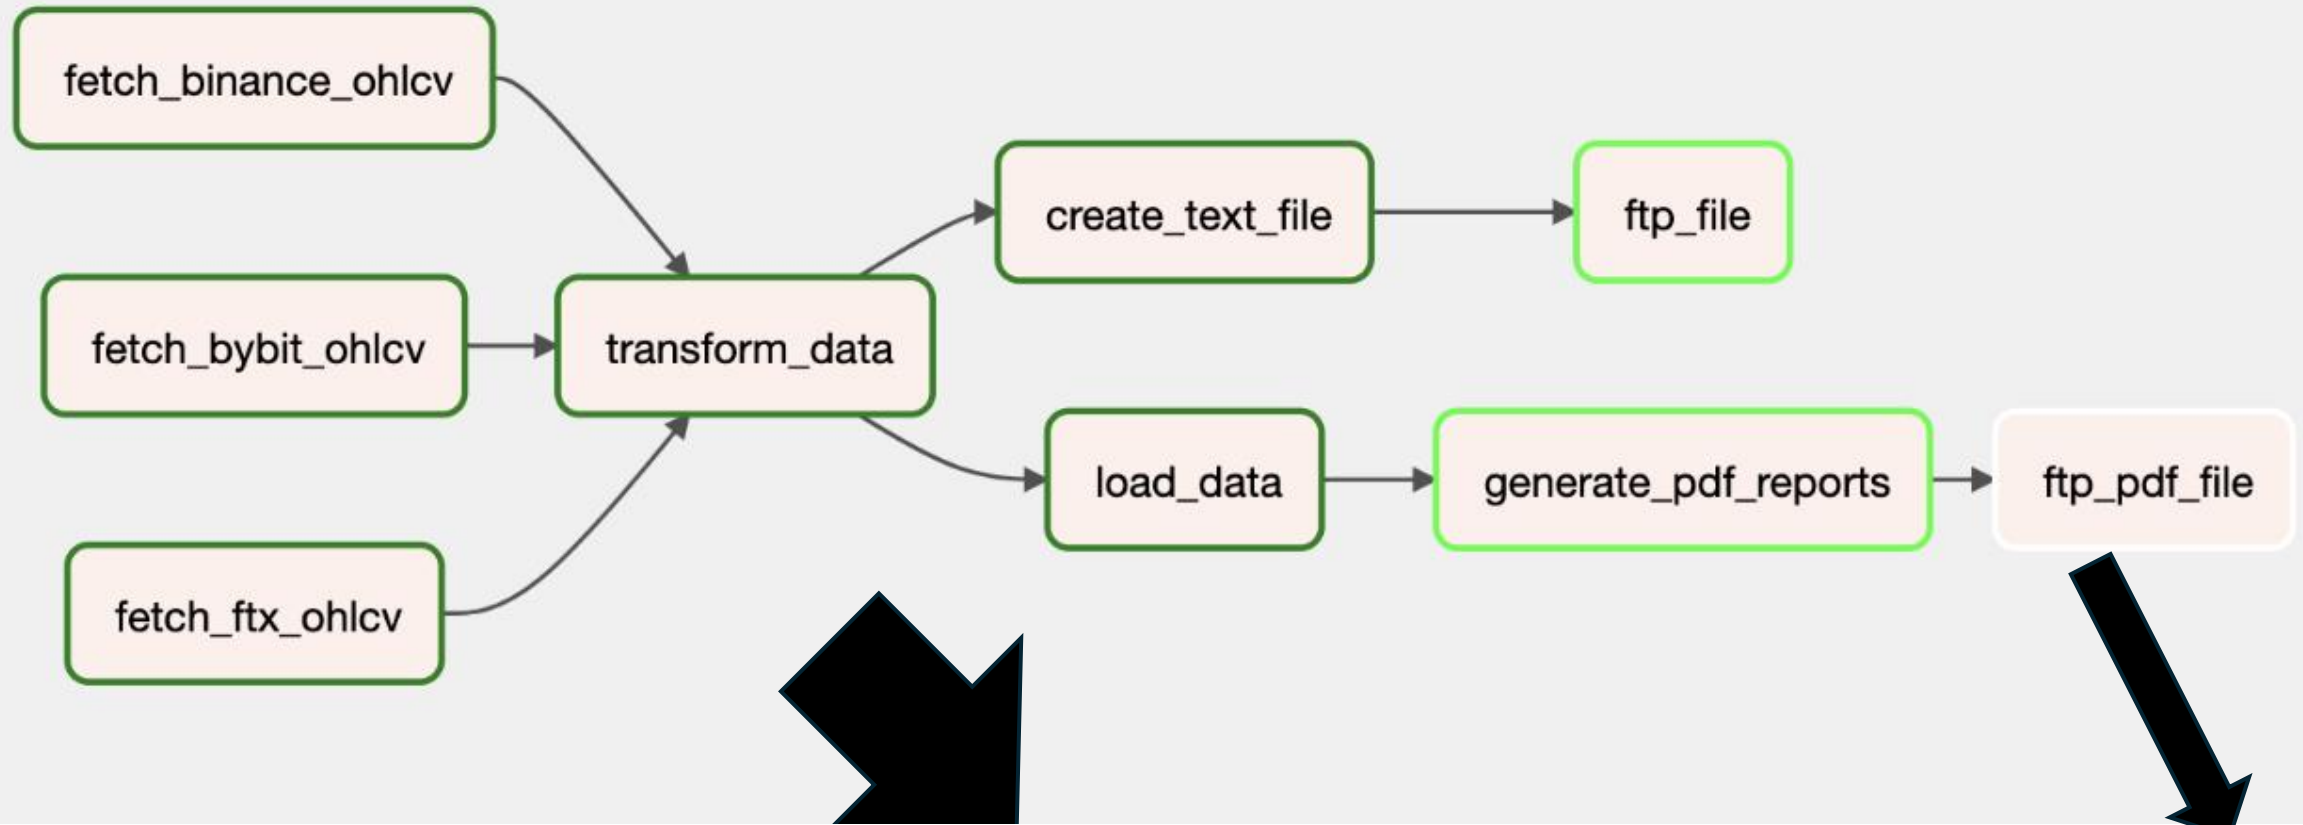 fetch_binance_ohlcv
create_text_file
ftp_file
fetch_bybit_ohlcv
transform_data
load_data
generate_pdf_reports
ftp_pdf_file
fetch_ftx_ohlcv